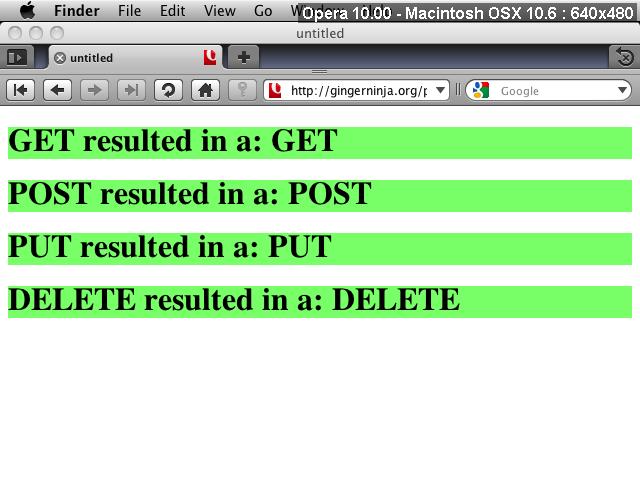 Finder File Edit View Go
Opera 10.00 - Macintosh OSX 10.6 : 640x480
untitled
untitled
http://gingerninja.org/p
Google
GET resulted in a: GET
POST resulted in a: POST
PUT resulted in a: PUT
DELETE resulted in a: DELETE